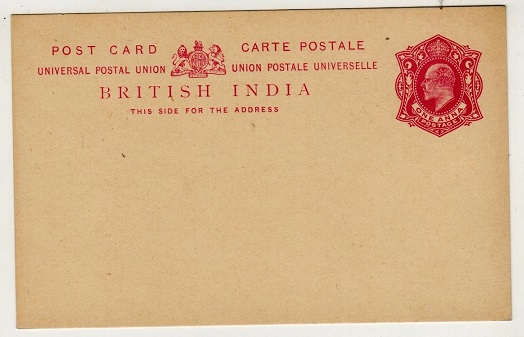 POST CARD CARTE POSTALE
UNIVERSAL POSTAL UNION UNION POSTALE UNIVERSELLE
BRITISH INDIA
THIS SIDE FOR THE ADDRESS
ONE ANNA
POSTAGE